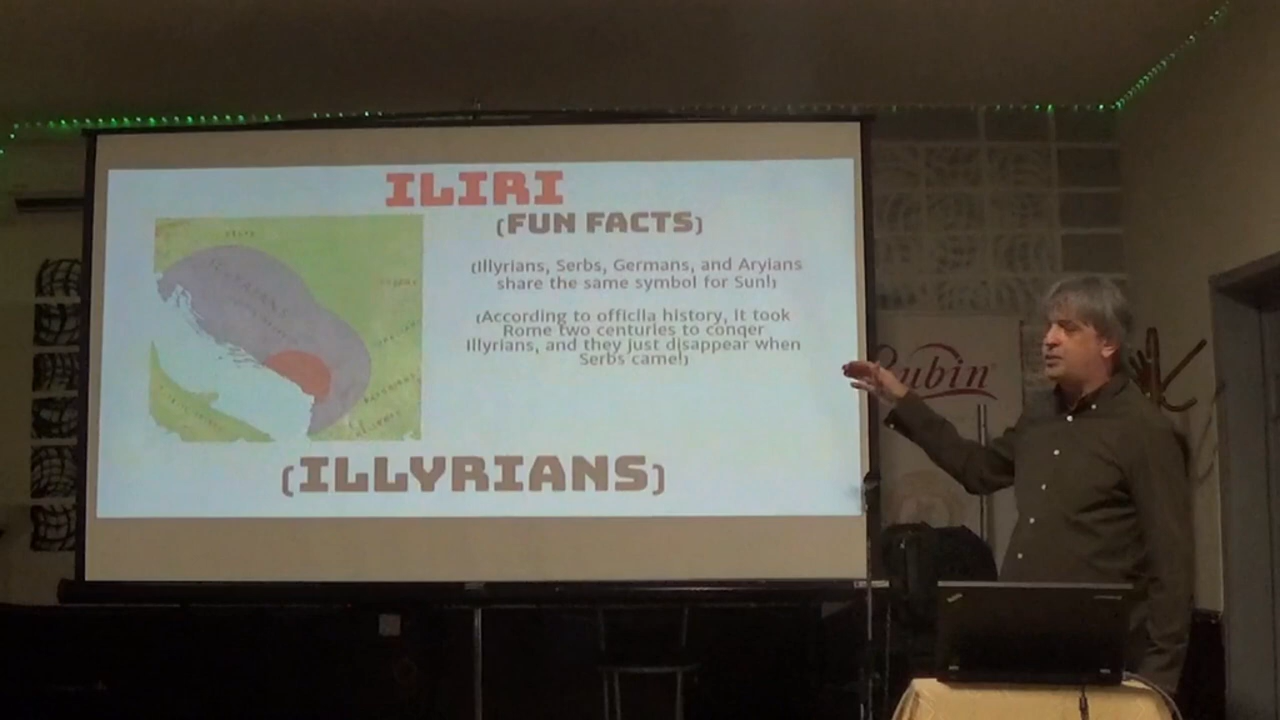 ILIRI
(FUN FACTS)
(Illyrians, Serbs, Germans, and Aryians
share the same symbol for Sun!)
(According to officila history, it took
Rome two centuries to conqer
Illyrians, and they just disappear when
Serbs came!)
(ILLYRIANS)
Rubin